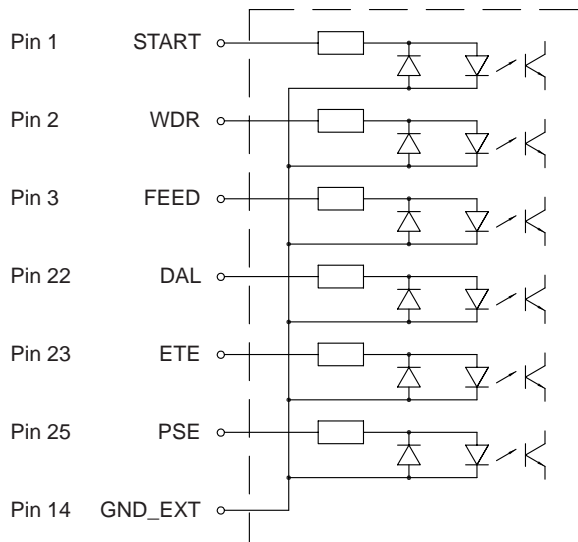 Pin 1 START
Pin 2 WDR
Pin 3 FEED
Pin 22 DAL
Pin 23 ETE
Pin 25 PSE
Pin 14 GND_EXT